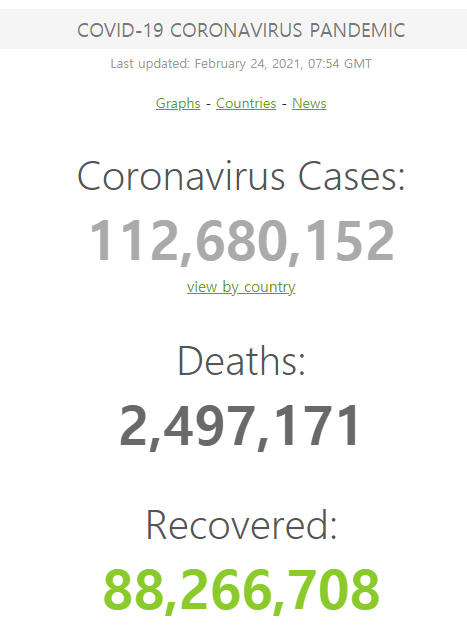 COVID-19 CORONAVIRUS PANDEMIC
Last updated: February 24, 2021, 07:54 GMT
Graphs - Countries - News
Coronavirus Cases:
112,680,152
view by country
Deaths:
2,497,171
Recovered:
88,266,708